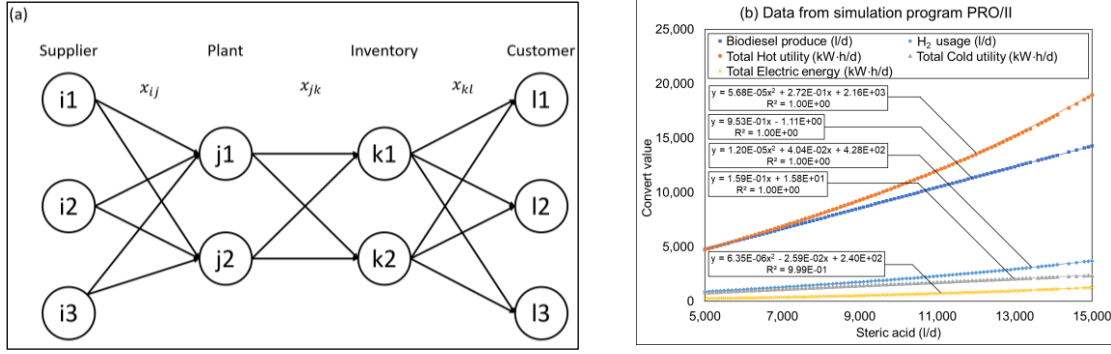 (a)
Supplier Plant Inventory Customer
xij xjk xkl
i1 l1
j1 k1
i2 l2
j2 k2
i3 l3
(b) Data from simulation program PRO/II
25,000
Biodiesel produce (l/d) H2 usage (l/d)
Total Hot utility (kW·h/d) Total Cold utility (kW·h/d)
Total Electric energy (kW·h/d)
20,000
y = 5.68E-05x² + 2.72E-01x + 2.16E+03
R² = 1.00E+00
y = 9.53E-01x - 1.11E+00
R² = 1.00E+00
15,000
y = 1.20E-05x² + 4.04E-02x + 4.28E+02
R² = 1.00E+00
y = 1.59E-01x + 1.58E+01
R² = 1.00E+00
10,000
5,000
y = 6.35E-06x² - 2.59E-02x + 2.40E+02
R² = 9.99E-01
0
Convert value
5,000 7,000 9,000 11,000 13,000 15,000
Steric acid (l/d)